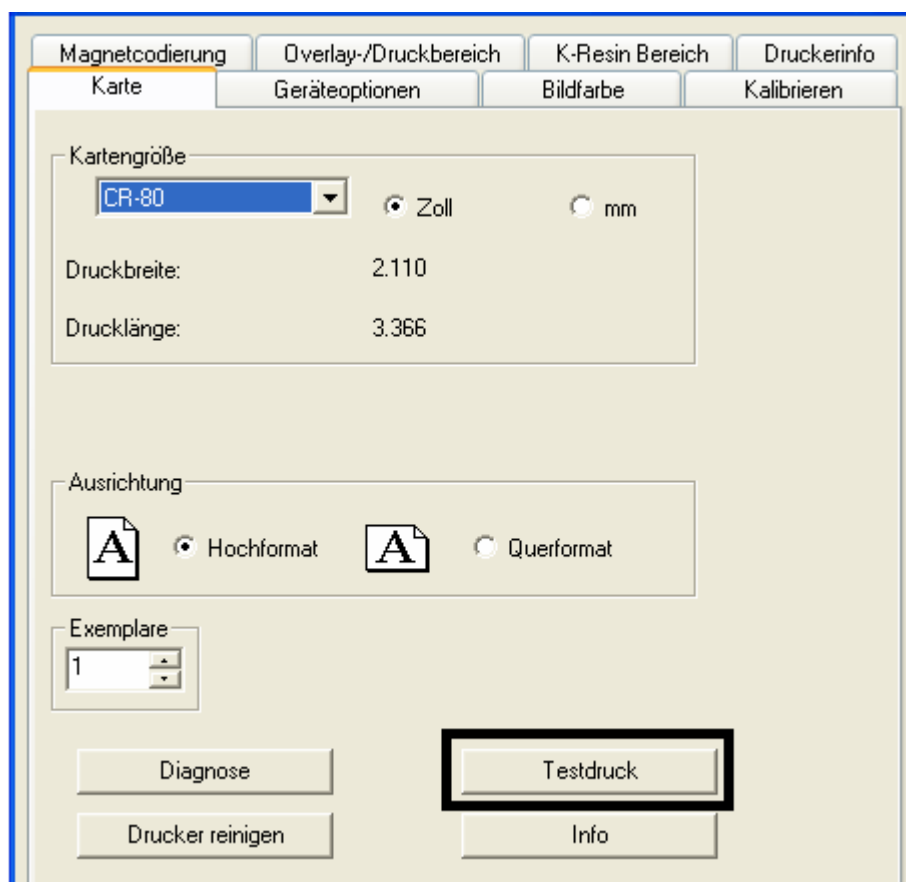 Magnetcodierung Overlay-/Druckbereich K-Resin Bereich Druckerinfo
Karte Geräteoptionen Bildfarbe Kalibrieren
Kartengröße
CR-80 Zoll mm
Druckbreite: 2.110
Drucklänge: 3.366
Ausrichtung
A Hochformat A Querformat
Exemplare
1
Diagnose Testdruck
Drucker reinigen Info